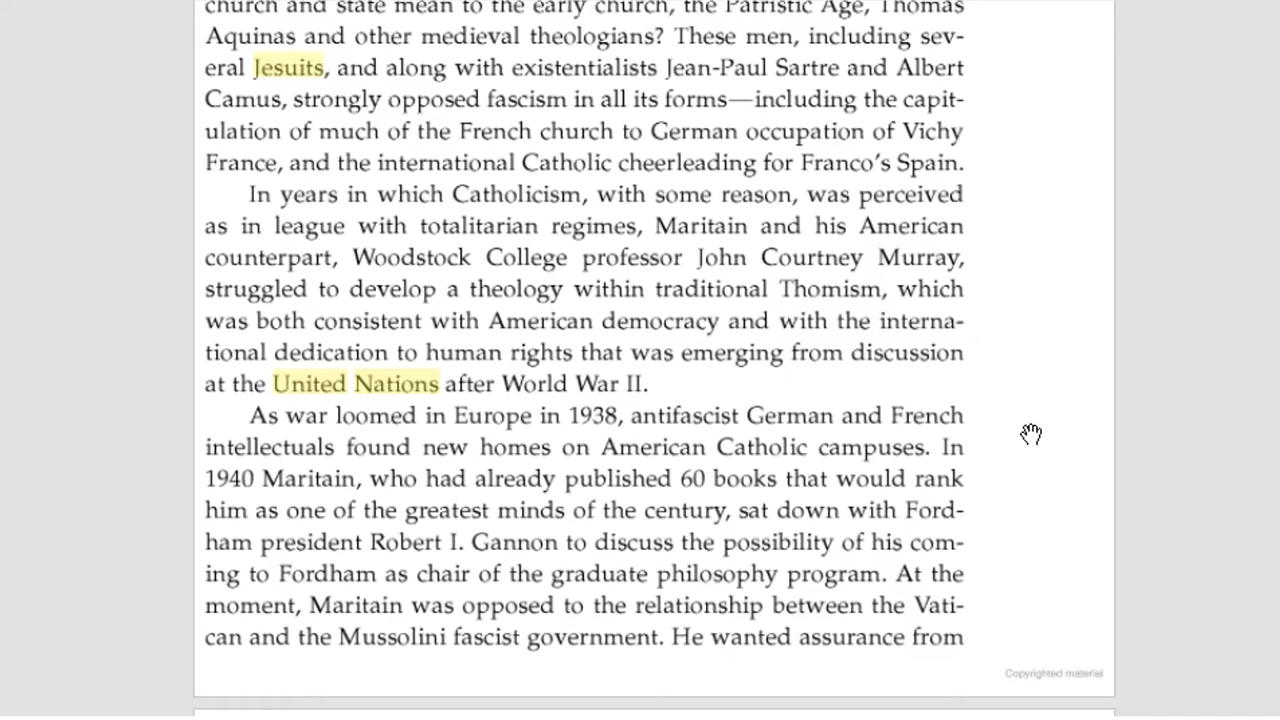 church and state mean to the early church, the Patristic Age, Thomas
Aquinas and other medieval theologians? These men, including sev-
eral Jesuits, and along with existentialists Jean-Paul Sartre and Albert
Camus, strongly opposed fascism in all its forms—including the capit-
ulation of much of the French church to German occupation of Vichy
France, and the international Catholic cheerleading for Franco's Spain.
In years in which Catholicism, with some reason, was perceived
as in league with totalitarian regimes, Maritain and his American
counterpart, Woodstock College professor John Courtney Murray,
struggled to develop a theology within traditional Thomism, which
was both consistent with American democracy and with the interna-
tional dedication to human rights that was emerging from discussion
at the United Nations after World War II.
As war loomed in Europe in 1938, antifascist German and French
intellectuals found new homes on American Catholic campuses. In
1940 Maritain, who had already published 60 books that would rank
him as one of the greatest minds of the century, sat down with Ford-
ham president Robert I. Gannon to discuss the possibility of his com-
ing to Fordham as chair of the graduate philosophy program. At the
moment, Maritain was opposed to the relationship between the Vati-
can and the Mussolini fascist government. He wanted assurance from
Copyrighted material